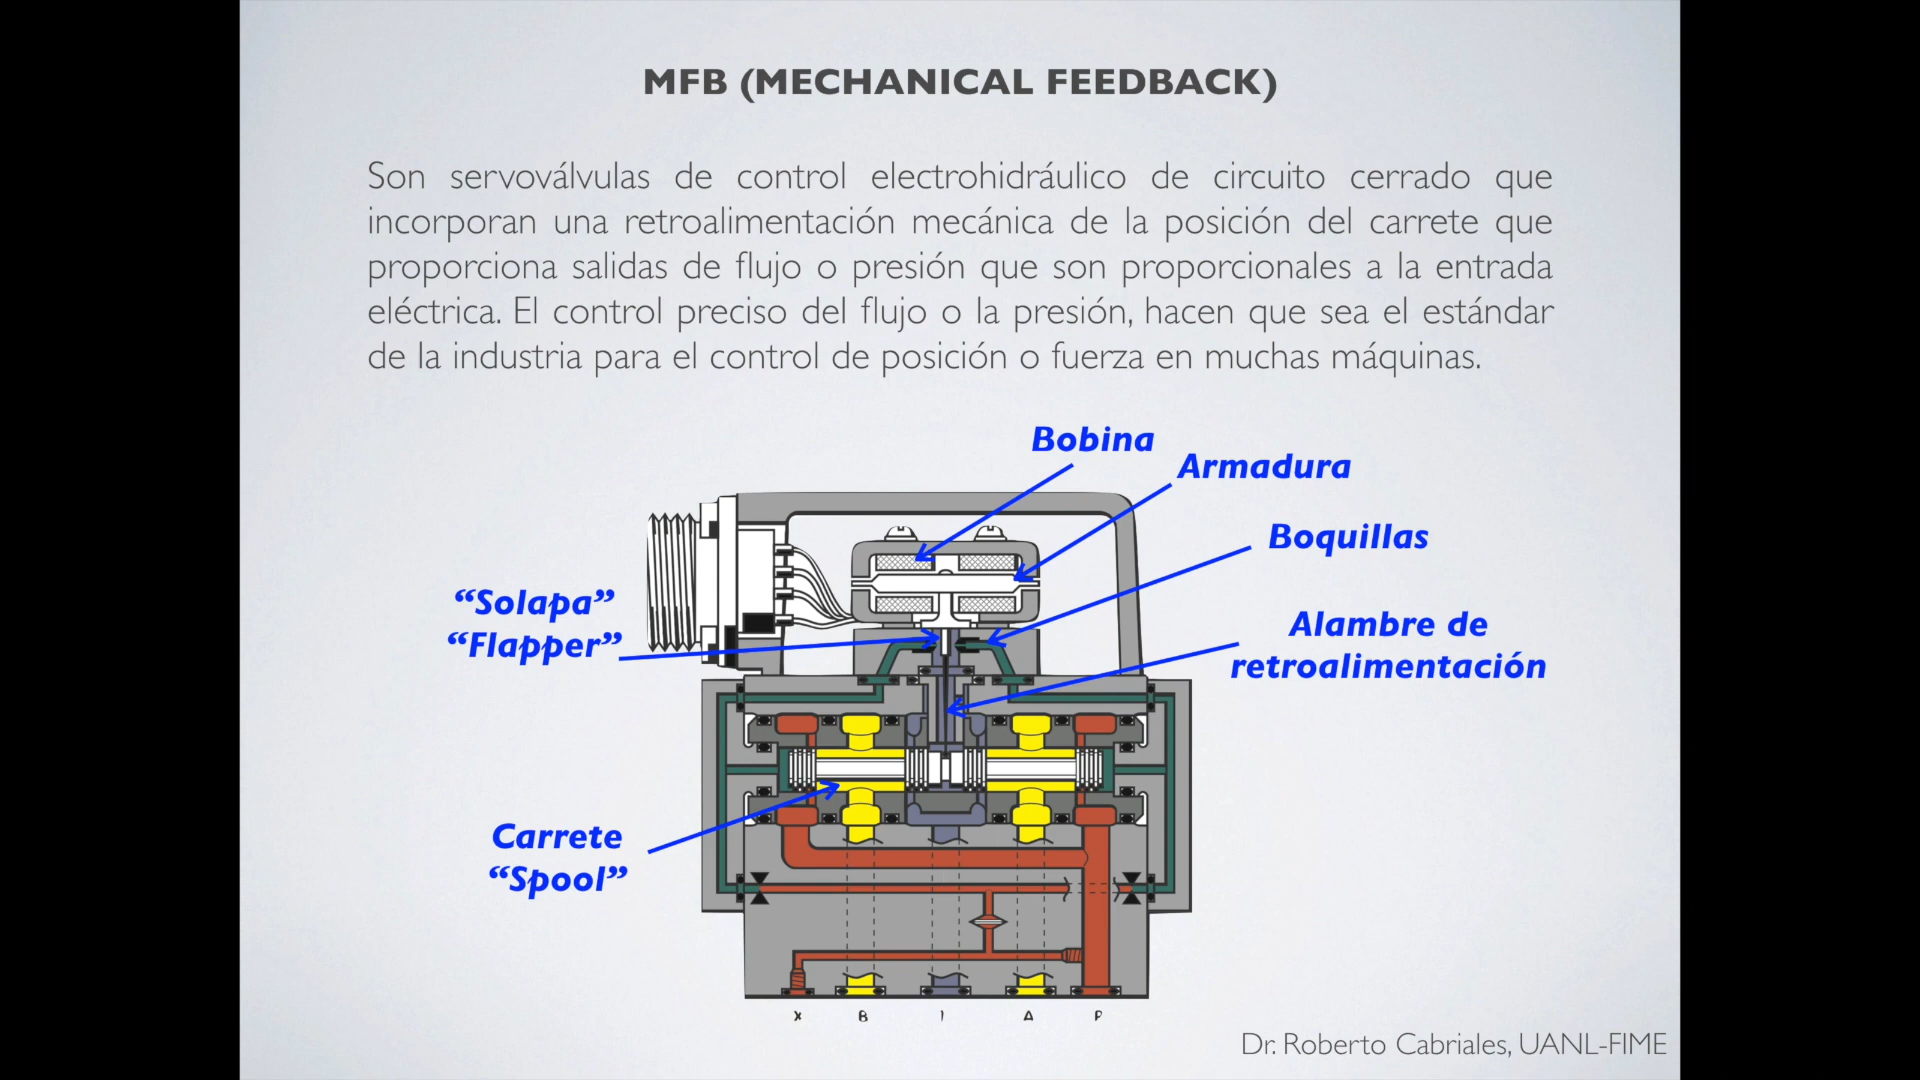 MFB (MECHANICAL FEEDBACK)
Son servoválvulas de control electrohidráulico de circuito cerrado que
incorporan una retroalimentación mecánica de la posición del carrete que
proporciona salidas de flujo o presión que son proporcionales a la entrada
eléctrica. El control preciso del flujo o la presión, hacen que sea el estándar
de la industria para el control de posición o fuerza en muchas máquinas.
Bobina
Armadura
Boquillas
“Solapa”
“Flapper”
Alambre de
retroalimentación
Carrete
“Spool”
X B A P
Dr. Roberto Cabriales, UANL-FIME